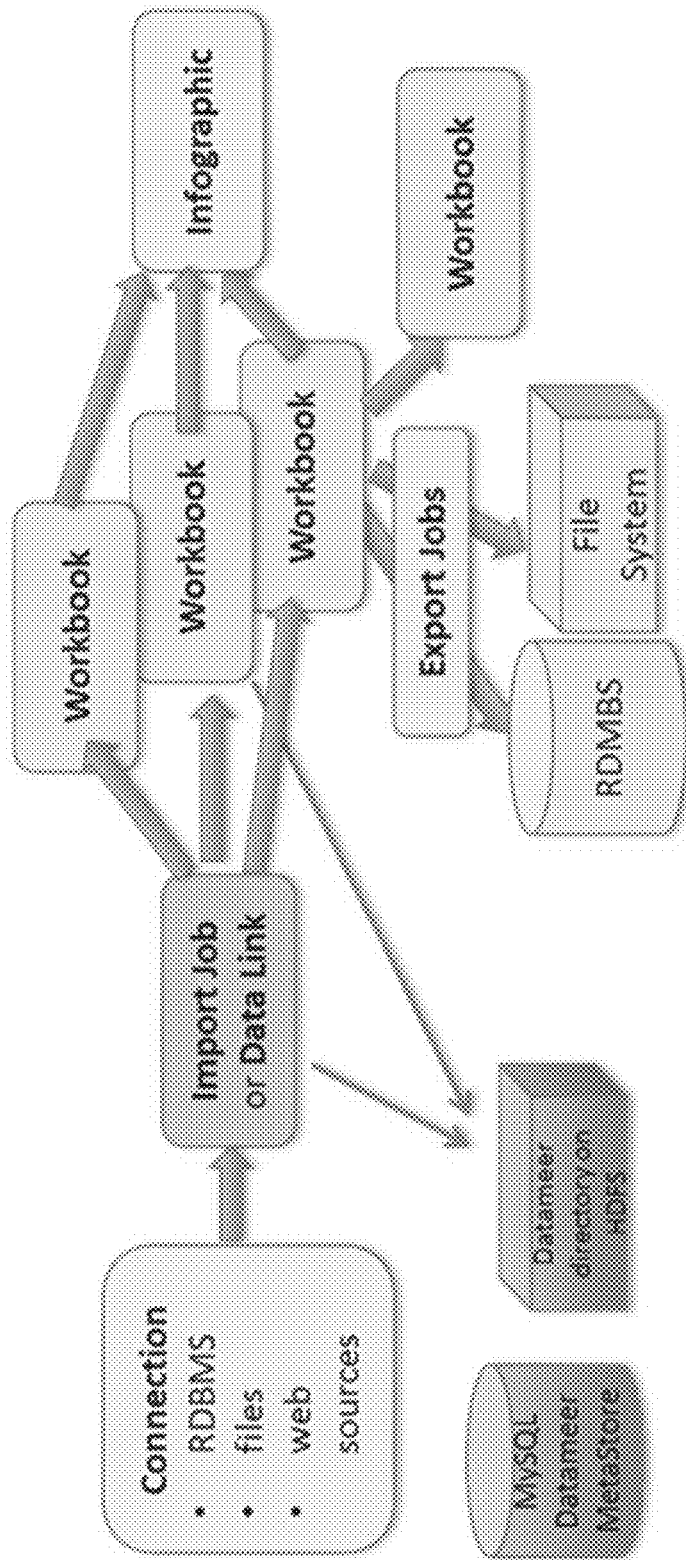 Connection
• RDBMS
• files
• web
sources
Import Job
or Data Link
Workbook
Workbook
Workbook
Infographic
Workbook
Export Jobs
MySQL
Datameer
MetaStore
Datameer
directory on
HDFS
RDMBS
File
System